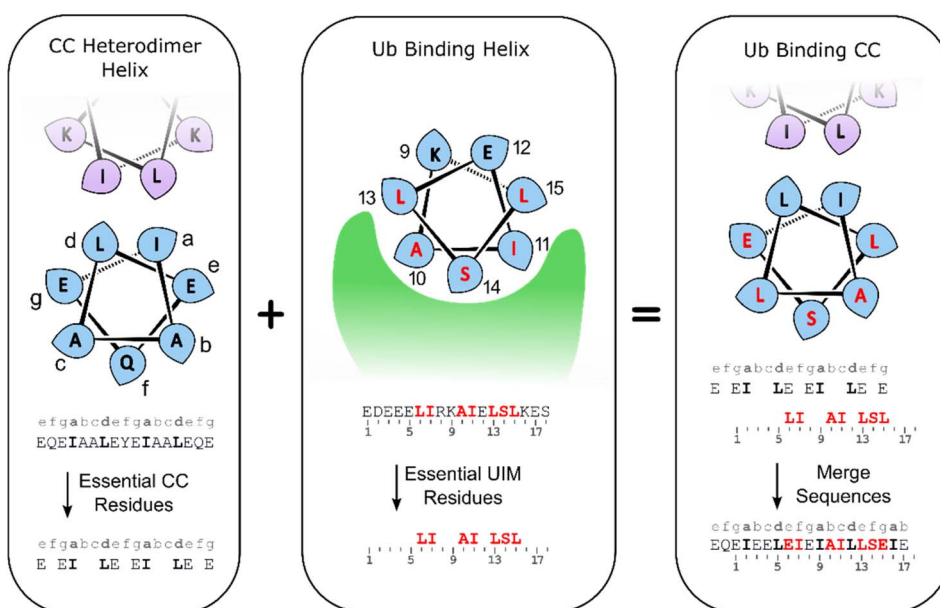 CC Heterodimer
Helix
K K
I L
d L I a
g E E e
c A A b
Q
f
efgabcdefgabcdefg
EQEIAALEYEIAALEQE
Essential CC
Residues
efgabcdefgabcdefg
E EI  LE EI  LE E
+
Ub Binding Helix
9 K E 12
13 L L 15
A I 11
10 S 14
EDEEELIRKAIELSLKES
1 5 9 13 17
Essential UIM
Residues
LI  AI LSL
1 5 9 13 17
=
Ub Binding CC
K K
I L
L I
E L
L A
S
efgabcdefgabcdefg
E EI  LE EI  LE E
LI  AI LSL
1 5 9 13 17
Merge
Sequences
efgabcdefgabcdefgab
EQEIEELEIEIAILLSEIE
1 5 9 13 17